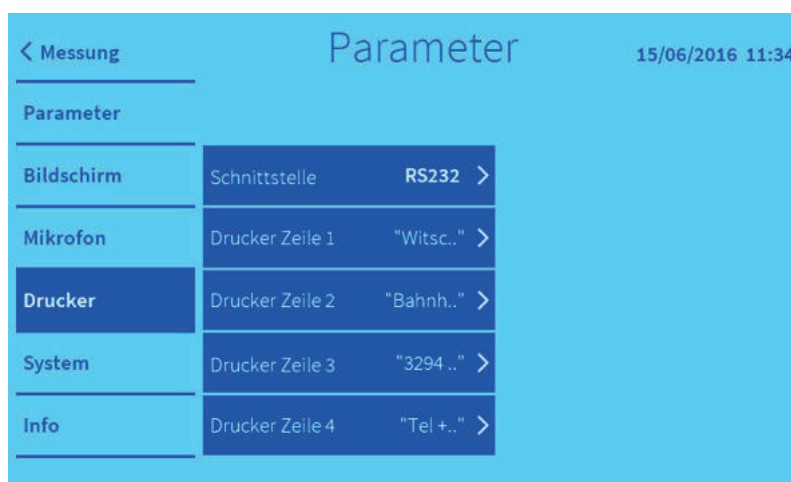 < Messung Parameter 15/06/2016 11:34
Parameter
Bildschirm Schnittstelle RS232 >
Mikrofon Drucker Zeile 1 "Witsc.." >
Drucker Drucker Zeile 2 "Bahnh.." >
System Drucker Zeile 3 "3294 .." >
Info Drucker Zeile 4 "Tel +.." >